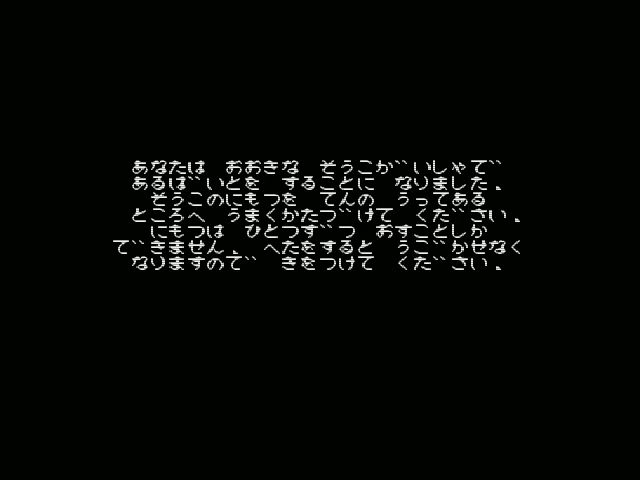 あなたは　おおきな　そうこか゛いしゃて゛
あるは゛いとを　することに　なりました．
そうこのにもつを　てんの　うってある
ところへ　うまくかたつ゛けて　くた゛さい．
にもつは　ひとつす゛つ　おすことしか
て゛きません．　へたをすると　うこ゛かせなく
なりますので゛　きをつけて　くた゛さい．